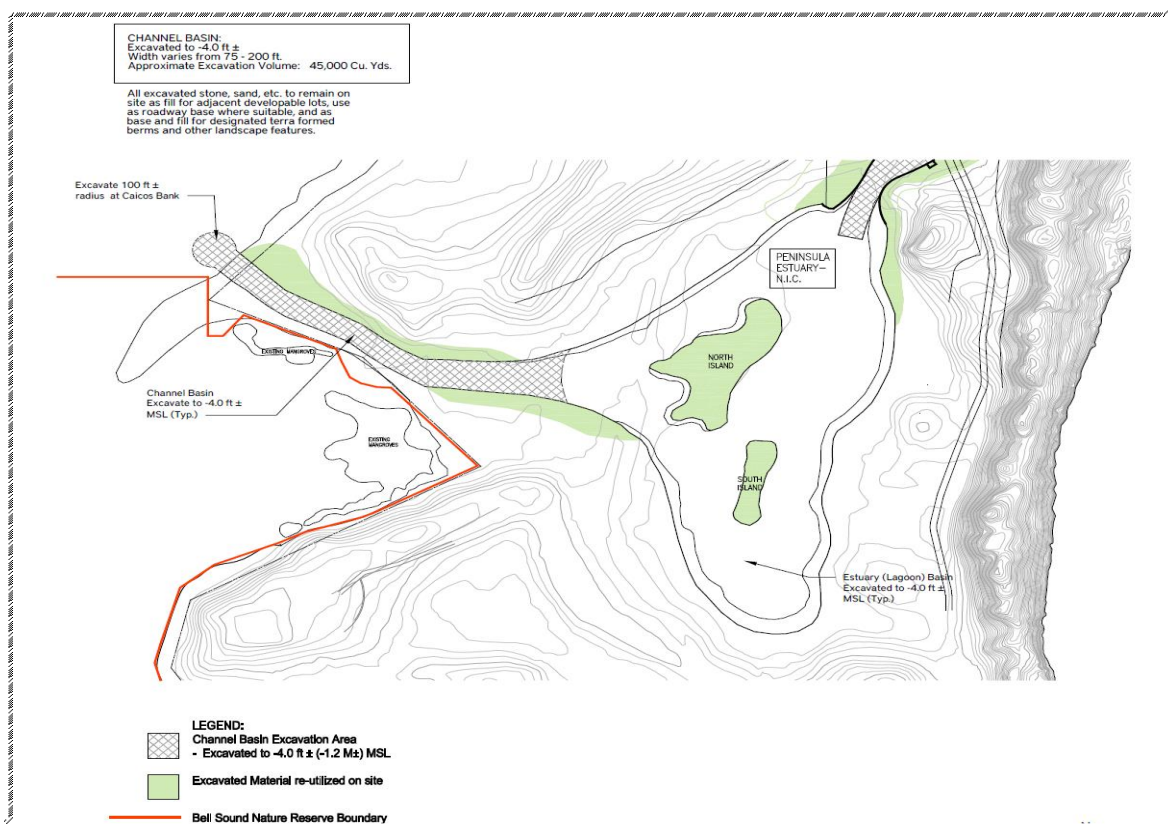 CHANNEL BASIN:
Excavated to -4.0 ft ±
Width varies from 75 - 200 ft.
Approximate Excavation Volume: 45,000 Cu. Yds.
All excavated stone, sand, etc. to remain on
site as fill for adjacent developable lots, use
as roadway base where suitable, and as
base and fill for designated terra formed
berms and other landscape features.
Excavate 100 ft ±
radius at Caicos Bank
PENINSULA
ESTUARY—
N.I.C.
EXISTING MANGROVES
NORTH
ISLAND
Channel Basin
Excavate to -4.0 ft ±
MSL (Typ.)
EXISTING
MANGROVES
SOUTH
ISLAND
Estuary (Lagoon) Basin
Excavated to -4.0 ft ±
MSL (Typ.)
LEGEND:
Channel Basin Excavation Area
- Excavated to -4.0 ft ± (-1.2 M±) MSL
Excavated Material re-utilized on site
Bell Sound Nature Reserve Boundary